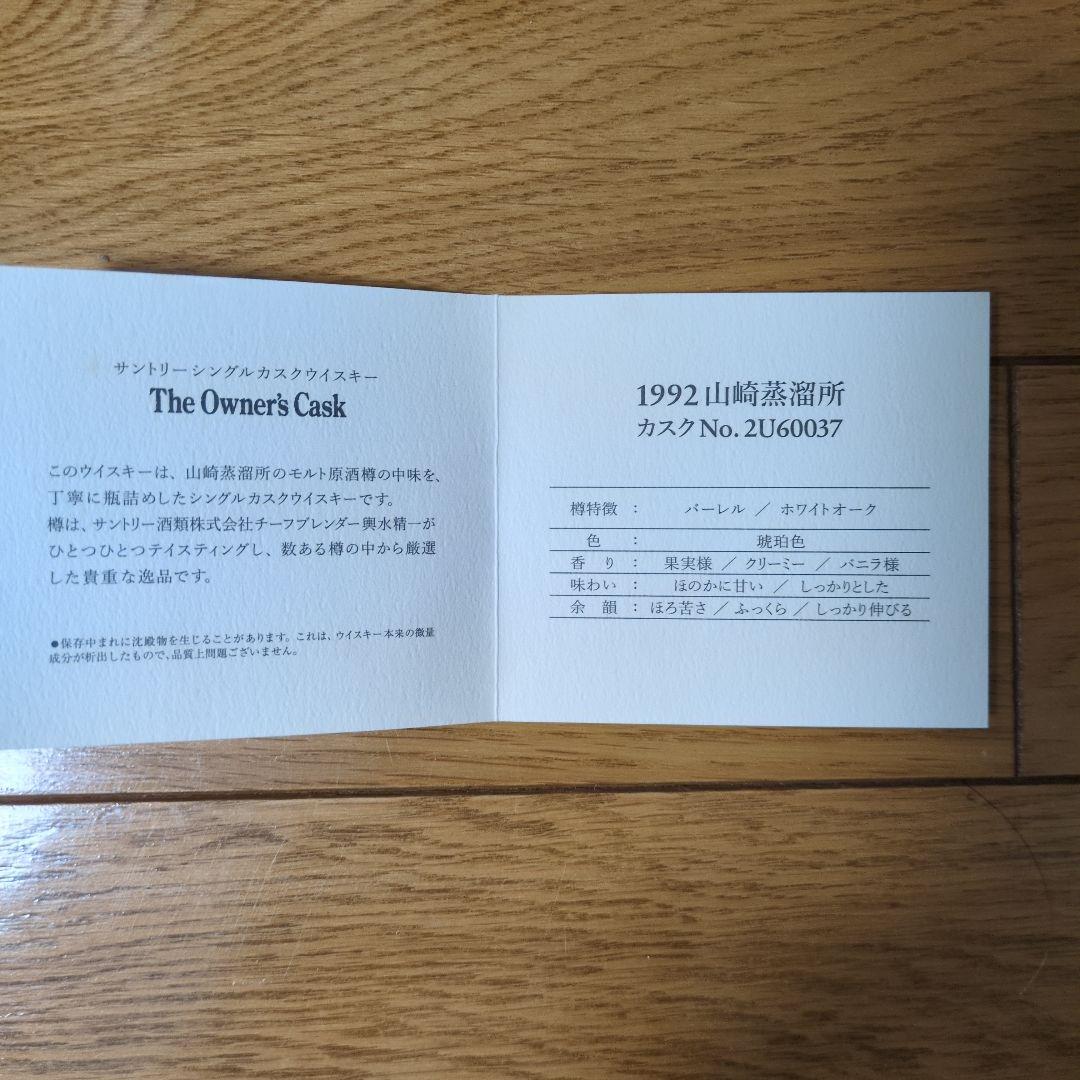 サントリーシングルカスクウイスキー
The Owner's Cask
このウイスキーは、山崎蒸溜所のモルト原酒樽の中味を、
丁寧に瓶詰めしたシングルカスクウイスキーです。
樽は、サントリー酒類株式会社チーフブレンダー輿水精一が
ひとつひとつテイスティングし、数ある樽の中から厳選
した貴重な逸品です。
●保存中まれに沈殿物を生じることがあります。これは、ウイスキー本来の微量
成分が析出したもので、品質上問題ございません。
1992 山崎蒸溜所
カスク No. 2U60037
樽特徴 : バーレル ／ ホワイトオーク
色 : 琥珀色
香り : 果実様 ／ クリーミー ／ バニラ様
味わい : ほのかに甘い ／ しっかりとした
余韻 : ほろ苦さ ／ ふっくら ／ しっかり伸びる